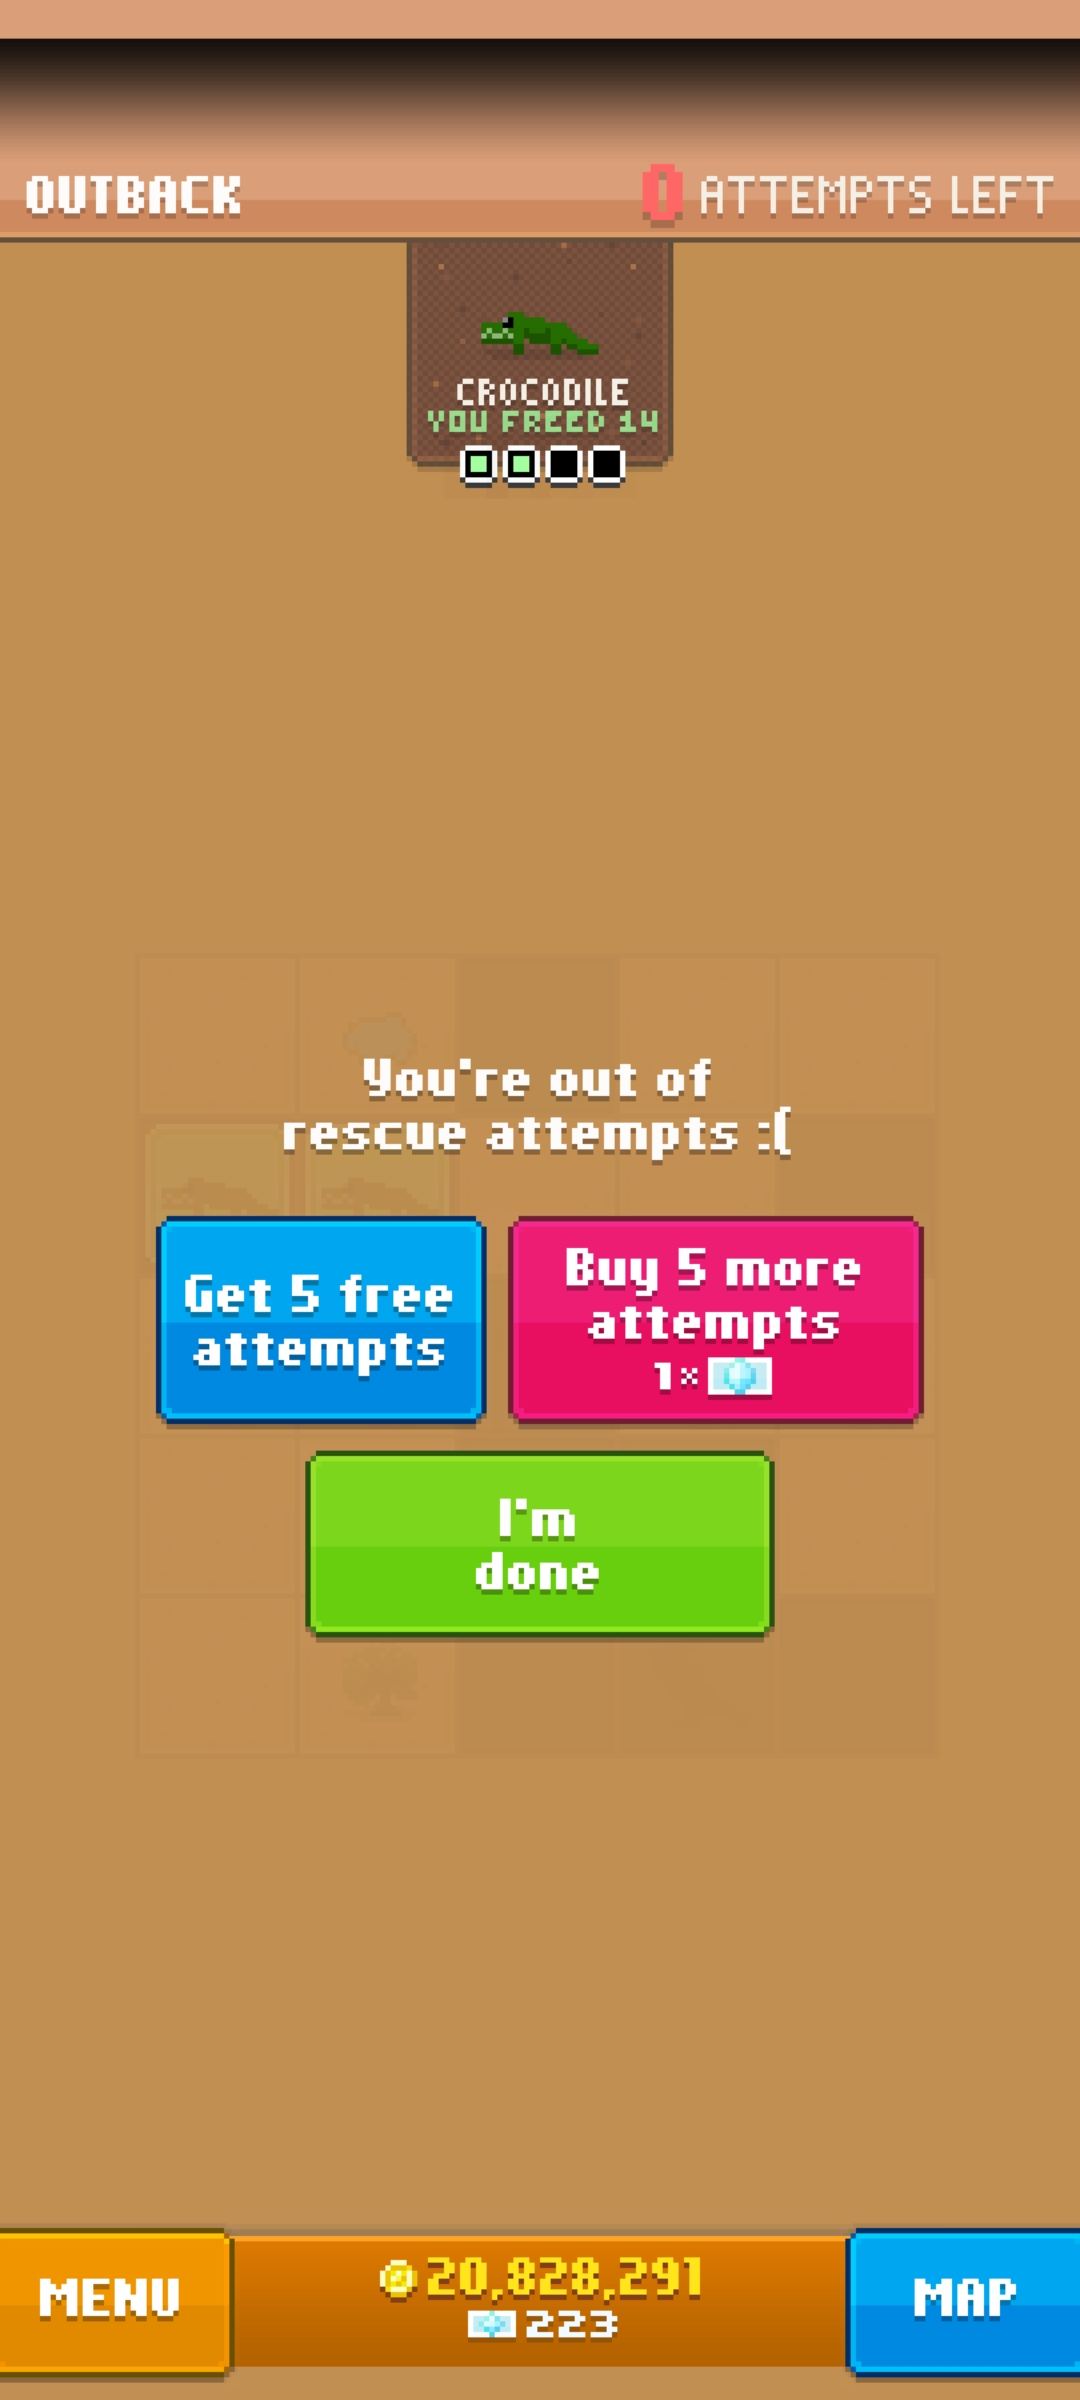 OUTBACK
0 ATTEMPTS LEFT
CROCODILE
YOU FREED 14
You're out of
rescue attempts :(
Get 5 free
attempts
Buy 5 more
attempts
1×
I'm
done
MENU
20,828,291
223
MAP